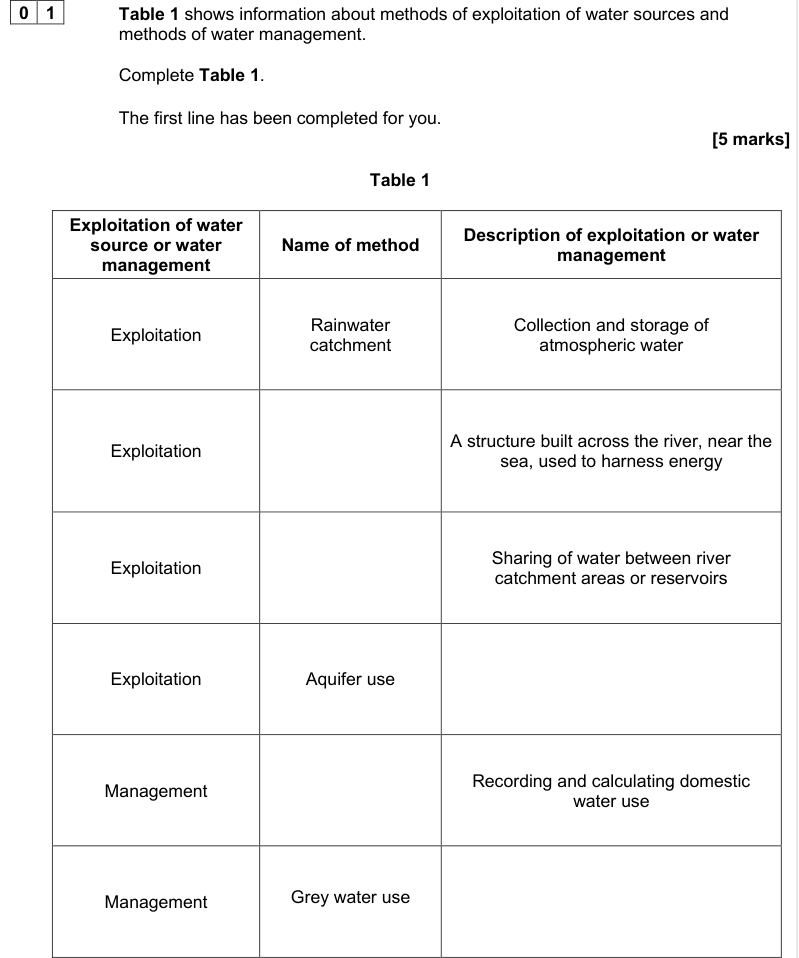 0 1
Table 1 shows information about methods of exploitation of water sources and
methods of water management.
Complete Table 1.
The first line has been completed for you.
[5 marks]
Table 1
Exploitation of water
source or water
management
Name of method
Description of exploitation or water
management
Exploitation
Rainwater
catchment
Collection and storage of
atmospheric water
Exploitation
A structure built across the river, near the
sea, used to harness energy
Exploitation
Sharing of water between river
catchment areas or reservoirs
Exploitation
Aquifer use
Management
Recording and calculating domestic
water use
Management
Grey water use